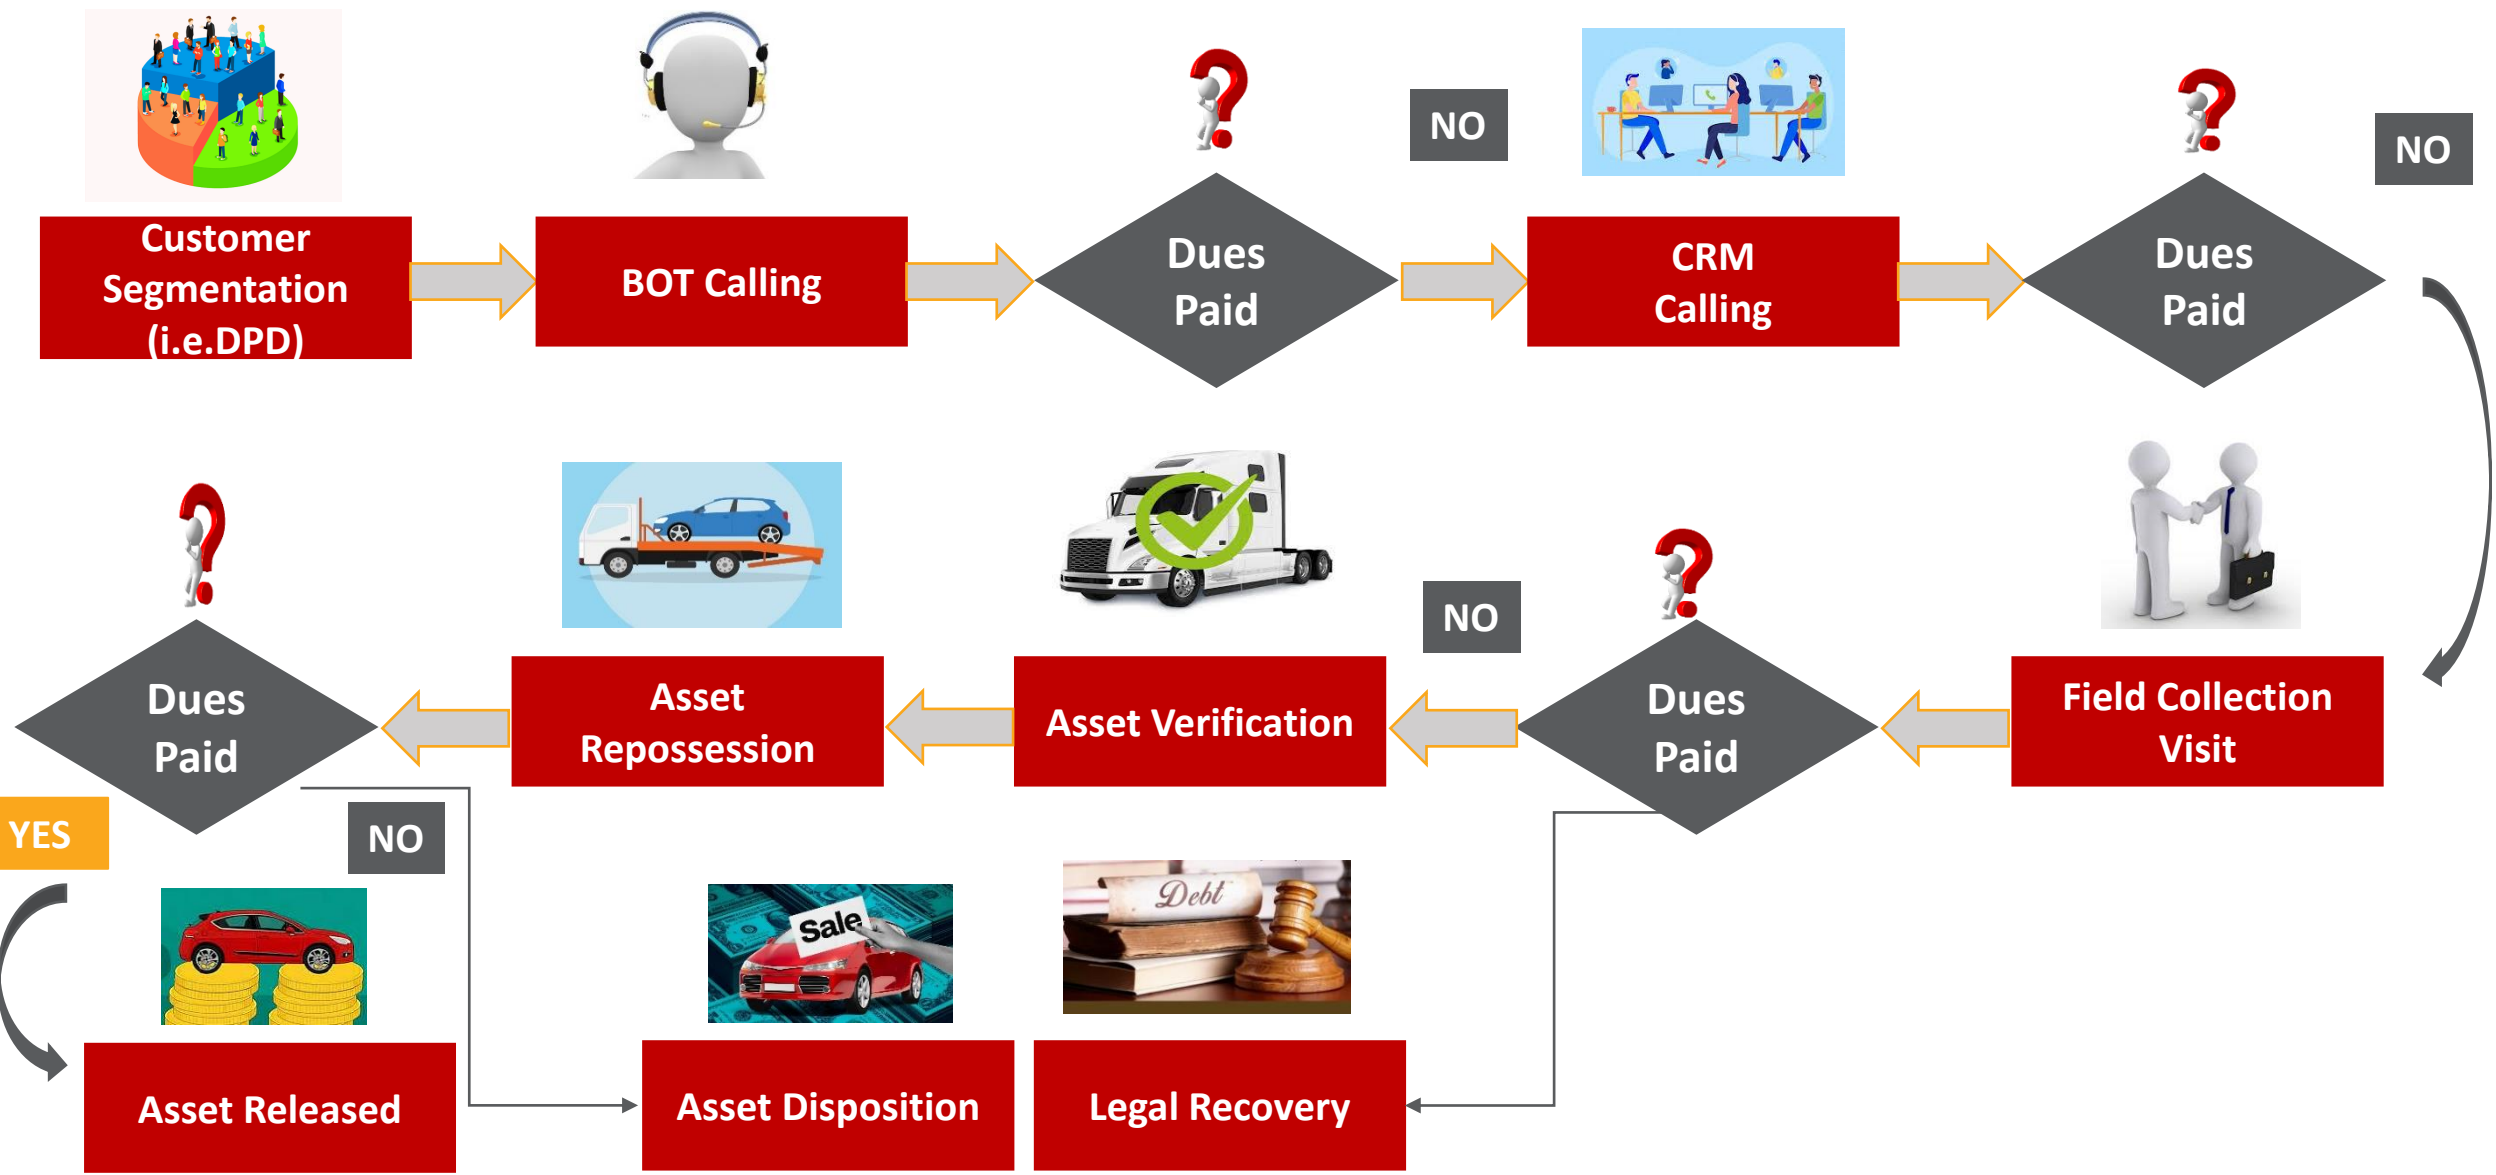 NO
NO
Customer
Segmentation
(i.e.DPD)
BOT Calling
Dues
Paid
CRM
Calling
Dues
Paid
NO
Dues
Paid
Asset
Repossession
Asset Verification
Dues
Paid
Field Collection
Visit
YES
NO
Sale
Debt
Asset Released
Asset Disposition
Legal Recovery